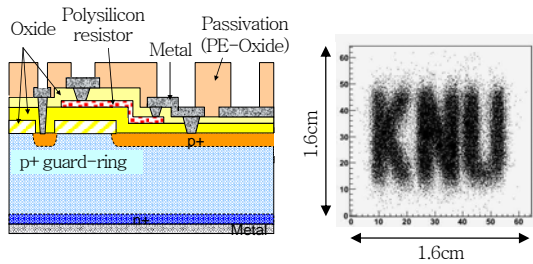 Polysilicon
resistor
Oxide
Metal
Passivation
(PE-Oxide)
p+
p+ guard-ring
n+
Metal
1.6cm
60
50
40
30
20
10
0
KNU
0 10 20 30 40 50 60
1.6cm